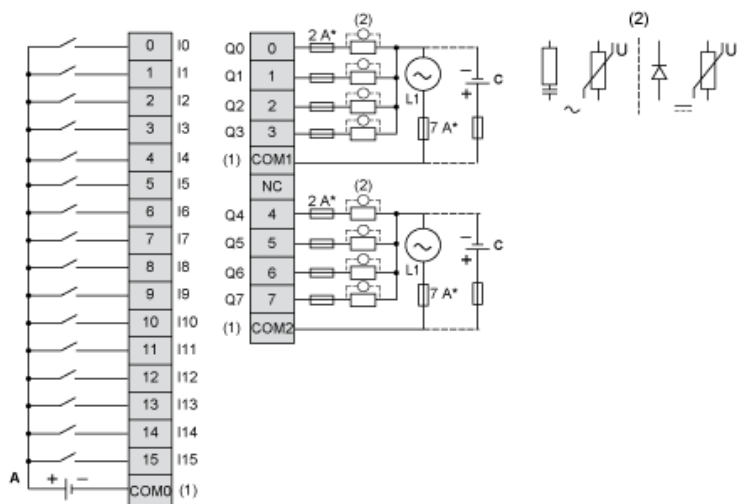 0 I0
1 I1
2 I2
3 I3
4 I4
5 I5
6 I6
7 I7
8 I8
9 I9
10 I10
11 I11
12 I12
13 I13
14 I14
15 I15
A + − COM0 (1)
2 A* (2)
Q0 0
Q1 1
Q2 2
Q3 3
(1) COM1
NC
L1
7 A*
− + C
2 A* (2)
Q4 4
Q5 5
Q6 6
Q7 7
(1) COM2
L1
7 A*
− + C
(2)
U U